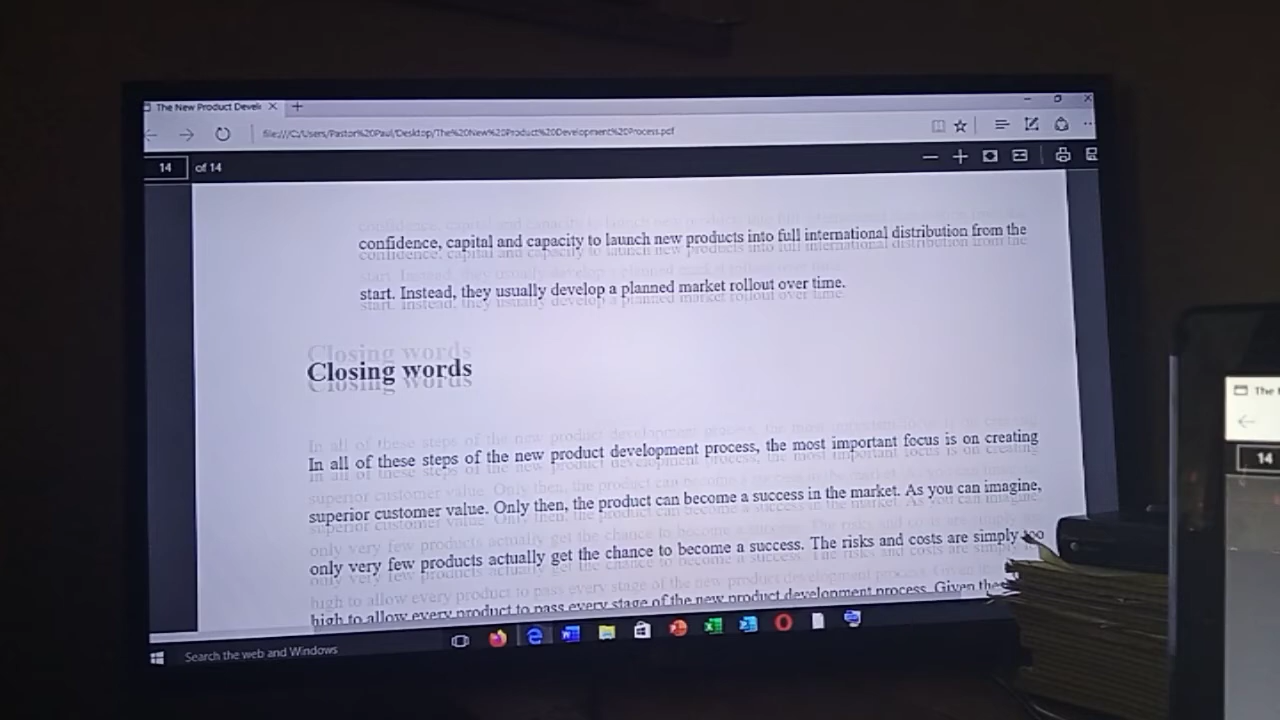 The New Product Devel
file:///C:/Users/Pastor%20Paul/Desktop/The%20New%20Product%20Development%20Process.pdf
14 of 14
confidence, capital and capacity to launch new products into full international distribution from the
start. Instead, they usually develop a planned market rollout over time.
Closing words
In all of these steps of the new product development process, the most important focus is on creating
superior customer value. Only then, the product can become a success in the market. As you can imagine,
only very few products actually get the chance to become a success. The risks and costs are simply too
high to allow every product to pass every stage of the new product development process. Given
Search the web and Windows
The
14